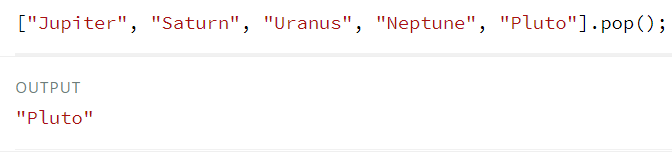 ["Jupiter", "Saturn", "Uranus", "Neptune", "Pluto"].pop();
OUTPUT
"Pluto"